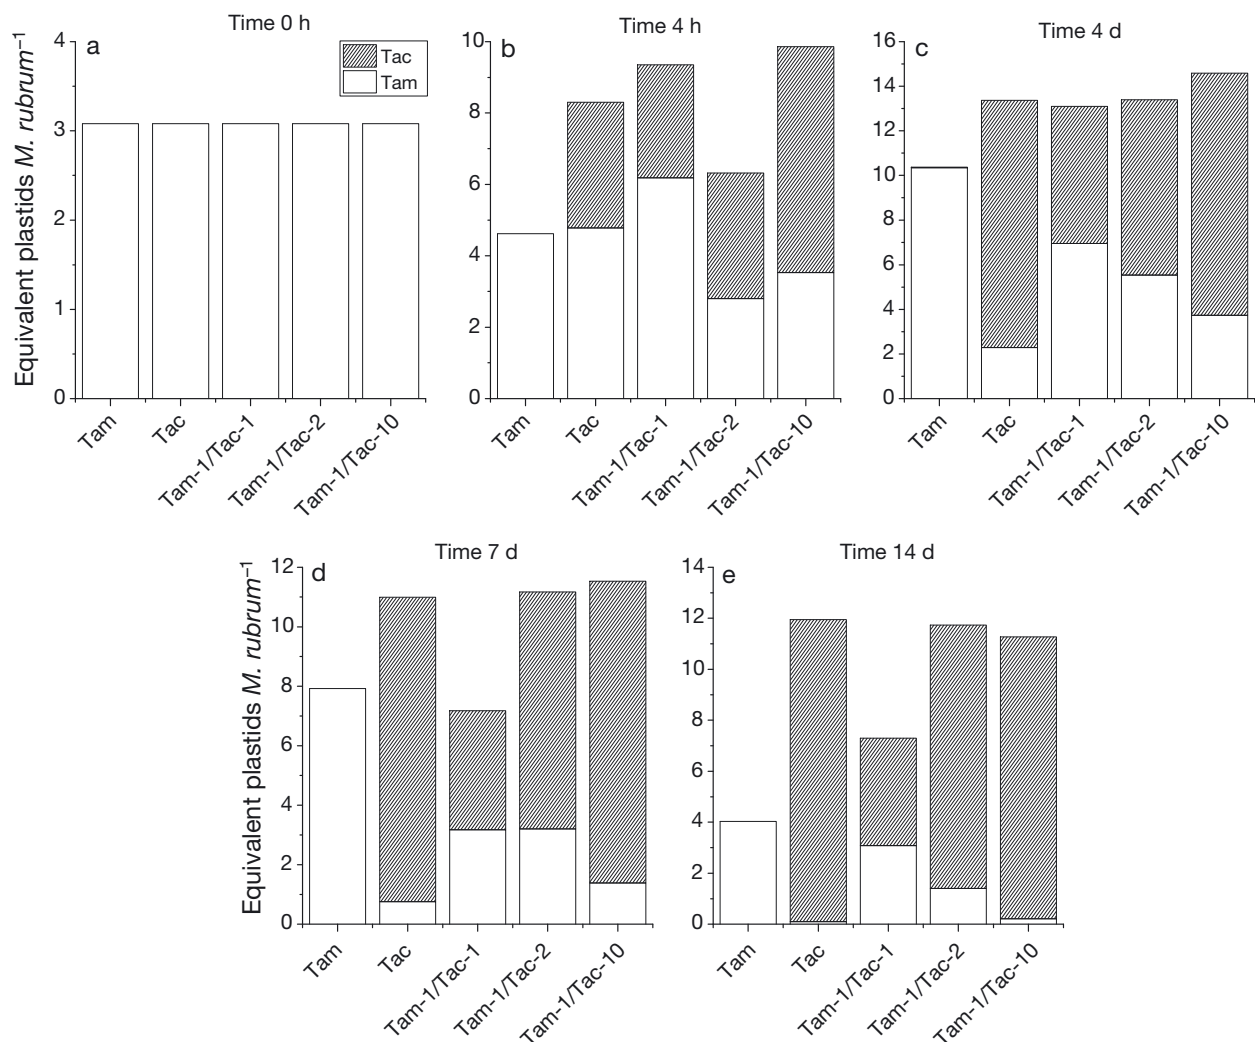 Time 0 h
a
Tac
Tam
Equivalent plastids M. rubrum⁻¹
4
3
2
1
0
Tam
Tac
Tam-1/Tac-1
Tam-1/Tac-2
Tam-1/Tac-10
Time 4 h
b
10
8
6
4
2
0
Tam
Tac
Tam-1/Tac-1
Tam-1/Tac-2
Tam-1/Tac-10
Time 4 d
c
16
14
12
10
8
6
4
2
0
Tam
Tac
Tam-1/Tac-1
Tam-1/Tac-2
Tam-1/Tac-10
Time 7 d
d
Equivalent plastids M. rubrum⁻¹
12
10
8
6
4
2
0
Tam
Tac
Tam-1/Tac-1
Tam-1/Tac-2
Tam-1/Tac-10
Time 14 d
e
14
12
10
8
6
4
2
0
Tam
Tac
Tam-1/Tac-1
Tam-1/Tac-2
Tam-1/Tac-10